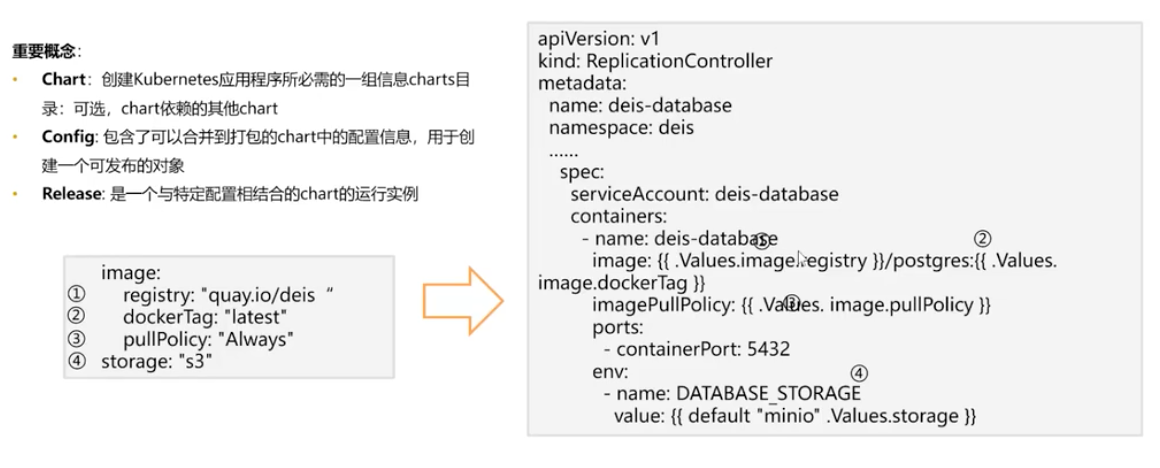 重要概念：
• Chart：创建Kubernetes应用程序所必需的一组信息charts目
录：可选，chart依赖的其他chart
• Config: 包含了可以合并到打包的chart中的配置信息，用于创
建一个可发布的对象
• Release: 是一个与特定配置相结合的chart的运行实例
image:
① registry: "quay.io/deis “
② dockerTag: "latest"
③ pullPolicy: "Always"
④ storage: "s3"
apiVersion: v1
kind: ReplicationController
metadata:
name: deis-database
namespace: deis
......
spec:
serviceAccount: deis-database
containers:
- name: deis-database ① ②
image: {{ .Values.image.registry }}/postgres:{{ .Values.
image.dockerTag }}
imagePullPolicy: {{ .Values. image.pullPolicy }} ③
ports:
- containerPort: 5432
env: ④
- name: DATABASE_STORAGE
value: {{ default "minio" .Values.storage }}